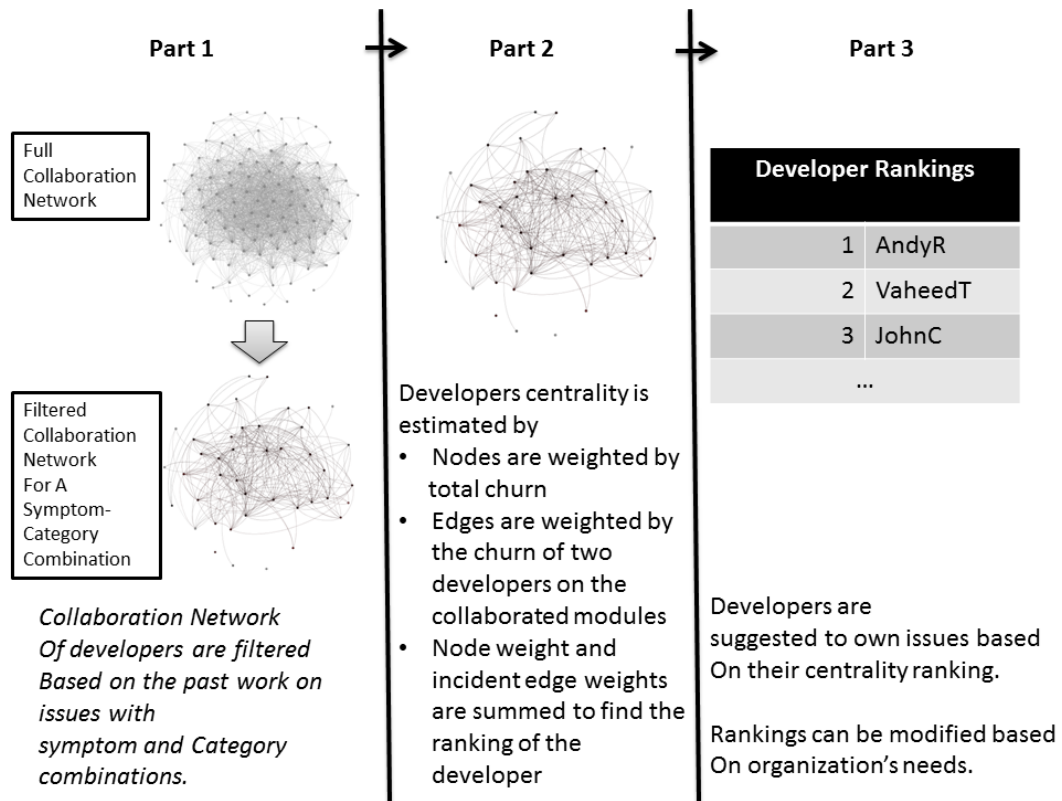 Part 1
Full
Collaboration
Network
Filtered
Collaboration
Network
For A
Symptom-
Category
Combination
Collaboration Network
Of developers are filtered
Based on the past work on
issues with
symptom and Category
combinations.
Part 2
Developers centrality is
estimated by
• Nodes are weighted by
total churn
• Edges are weighted by
the churn of two
developers on the
collaborated modules
• Node weight and
incident edge weights
are summed to find the
ranking of the
developer
Part 3
Developer Rankings
1 AndyR
2 VaheedT
3 JohnC
...
Developers are
suggested to own issues based
On their centrality ranking.
Rankings can be modified based
On organization's needs.